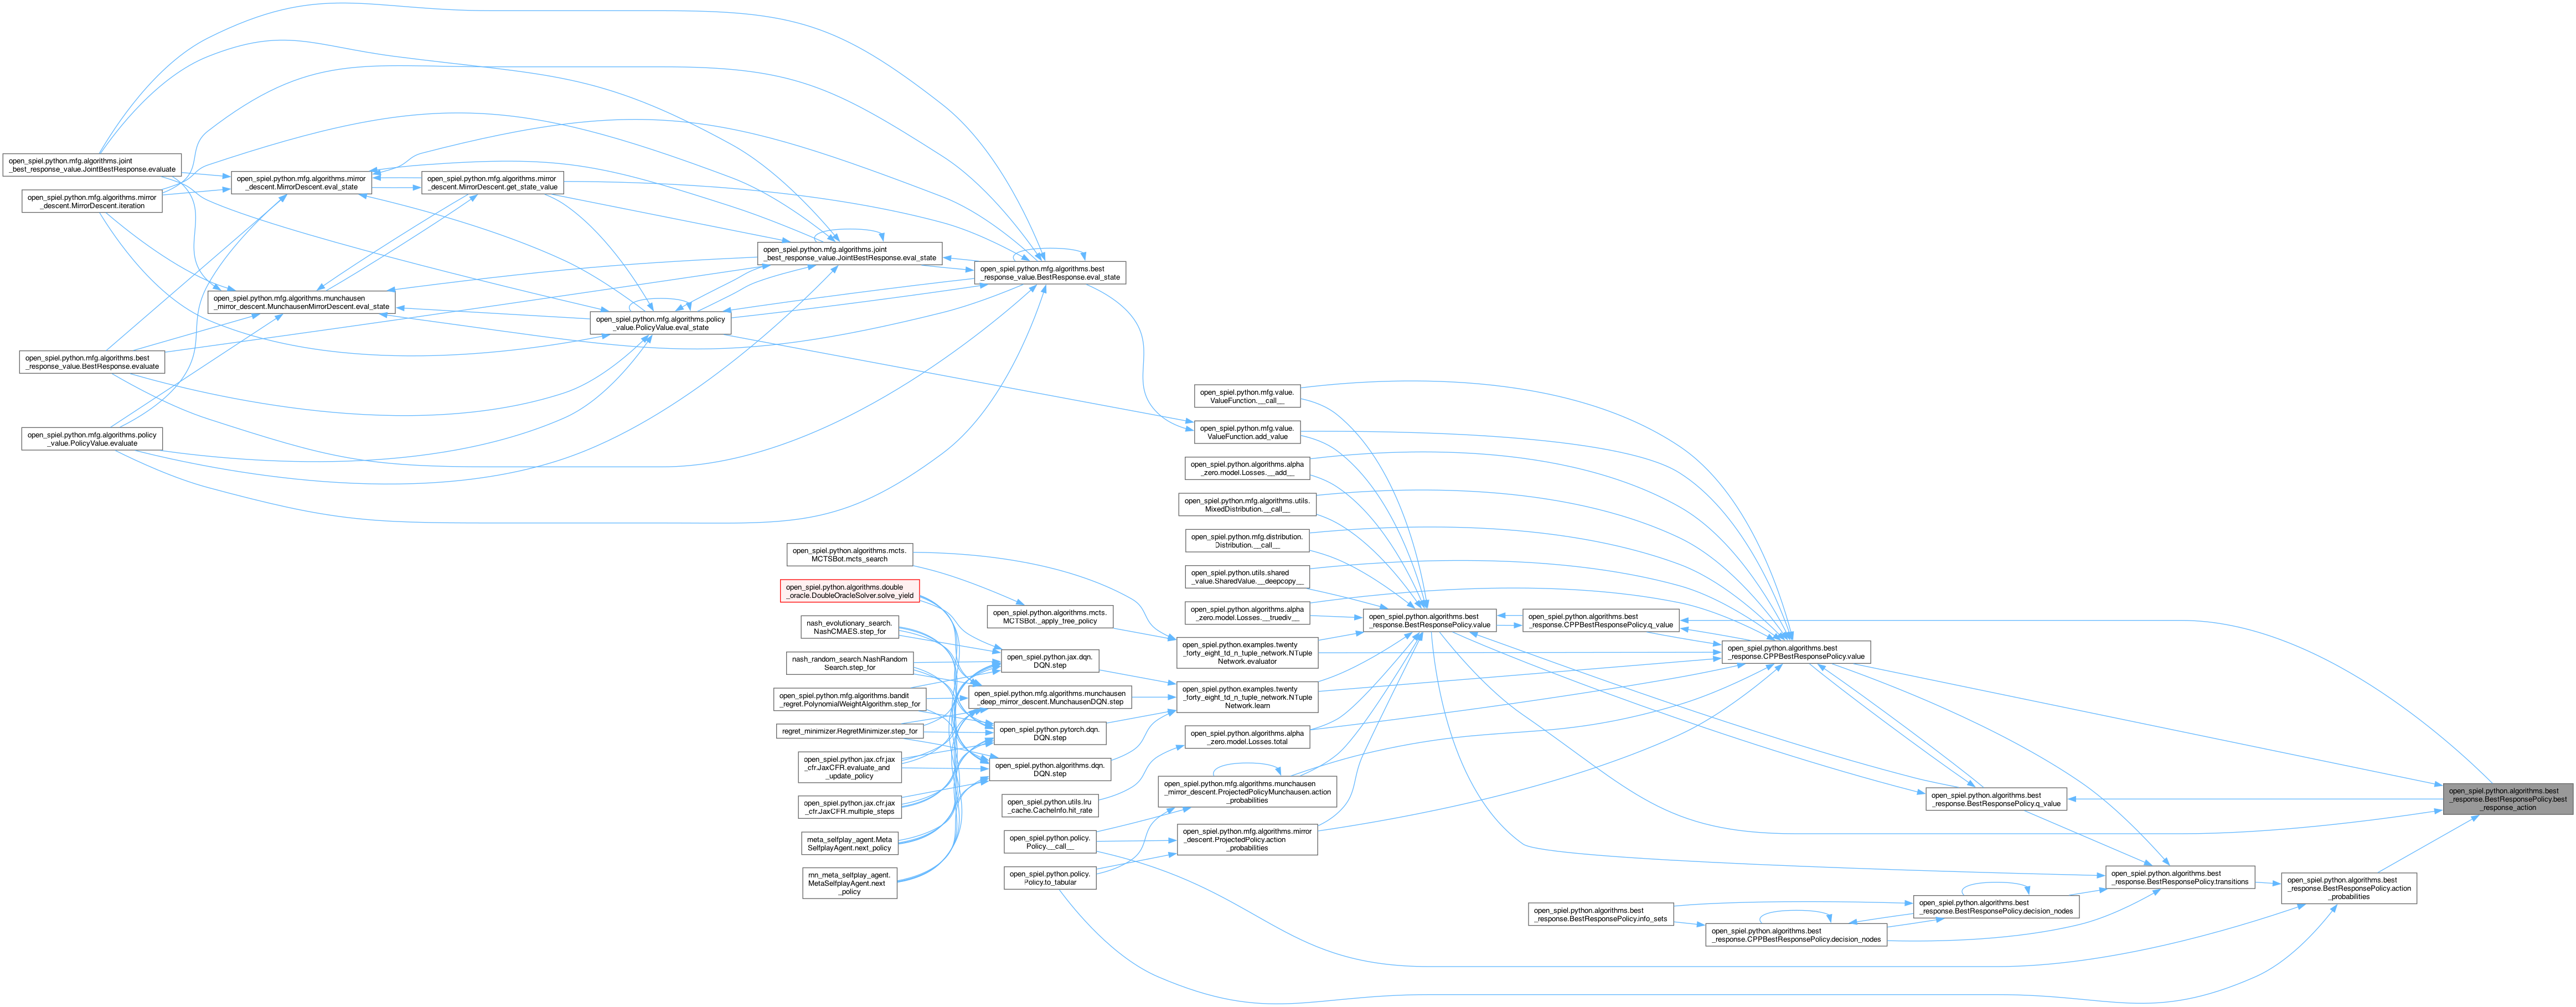 open_spiel.python.mfg.algorithms.joint
_best_response_value.JointBestResponse.evaluate
open_spiel.python.mfg.algorithms.mirror
_descent.MirrorDescent.iteration
open_spiel.python.mfg.algorithms.best
_response_value.BestResponse.evaluate
open_spiel.python.mfg.algorithms.policy
_value.PolicyValue.evaluate
open_spiel.python.mfg.algorithms.mirror
_descent.MirrorDescent.eval_state
open_spiel.python.mfg.algorithms.munchausen
_mirror_descent.MunchausenMirrorDescent.eval_state
open_spiel.python.mfg.algorithms.mirror
_descent.MirrorDescent.get_state_value
open_spiel.python.mfg.algorithms.policy
_value.PolicyValue.eval_state
open_spiel.python.mfg.algorithms.joint
_best_response_value.JointBestResponse.eval_state
open_spiel.python.mfg.algorithms.best
_response_value.BestResponse.eval_state
open_spiel.python.algorithms.mcts.
MCTSBot.mcts_search
open_spiel.python.algorithms.double
_oracle.DoubleOracleSolver.solve_yield
nash_evolutionary_search.
NashCMAES.step_for
nash_random_search.NashRandom
Search.step_for
open_spiel.python.mfg.algorithms.bandit
_regret.PolynomialWeightAlgorithm.step_for
regret_minimizer.RegretMinimizer.step_for
open_spiel.python.jax.cfr.jax
_cfr.JaxCFR.evaluate_and
_update_policy
open_spiel.python.jax.cfr.jax
_cfr.JaxCFR.multiple_steps
meta_selfplay_agent.Meta
SelfplayAgent.next_policy
rnn_meta_selfplay_agent.
MetaSelfplayAgent.next
_policy
open_spiel.python.algorithms.mcts.
MCTSBot._apply_tree_policy
open_spiel.python.jax.dqn.
DQN.step
open_spiel.python.mfg.algorithms.munchausen
_deep_mirror_descent.MunchausenDQN.step
open_spiel.python.pytorch.dqn.
DQN.step
open_spiel.python.algorithms.dqn.
DQN.step
open_spiel.python.utils.lru
_cache.CacheInfo.hit_rate
open_spiel.python.policy.
Policy.__call__
open_spiel.python.policy.
Policy.to_tabular
open_spiel.python.mfg.value.
ValueFunction.__call__
open_spiel.python.mfg.value.
ValueFunction.add_value
open_spiel.python.algorithms.alpha
_zero.model.Losses.__add__
open_spiel.python.mfg.algorithms.utils.
MixedDistribution.__call__
open_spiel.python.mfg.distribution.
Distribution.__call__
open_spiel.python.utils.shared
_value.SharedValue.__deepcopy__
open_spiel.python.algorithms.alpha
_zero.model.Losses.__truediv__
open_spiel.python.examples.twenty
_forty_eight_td_n_tuple_network.NTuple
Network.evaluator
open_spiel.python.examples.twenty
_forty_eight_td_n_tuple_network.NTuple
Network.learn
open_spiel.python.algorithms.alpha
_zero.model.Losses.total
open_spiel.python.mfg.algorithms.munchausen
_mirror_descent.ProjectedPolicyMunchausen.action
_probabilities
open_spiel.python.mfg.algorithms.mirror
_descent.ProjectedPolicy.action
_probabilities
open_spiel.python.algorithms.best
_response.BestResponsePolicy.value
open_spiel.python.algorithms.best
_response.CPPBestResponsePolicy.q_value
open_spiel.python.algorithms.best
_response.CPPBestResponsePolicy.value
open_spiel.python.algorithms.best
_response.BestResponsePolicy.info_sets
open_spiel.python.algorithms.best
_response.CPPBestResponsePolicy.decision_nodes
open_spiel.python.algorithms.best
_response.BestResponsePolicy.decision_nodes
open_spiel.python.algorithms.best
_response.BestResponsePolicy.q_value
open_spiel.python.algorithms.best
_response.BestResponsePolicy.transitions
open_spiel.python.algorithms.best
_response.BestResponsePolicy.action
_probabilities
open_spiel.python.algorithms.best
_response.BestResponsePolicy.best
_response_action